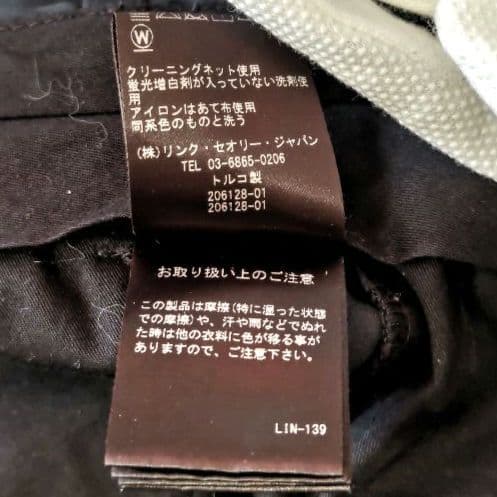 W
クリーニングネット使用
蛍光増白剤が入っていない洗剤使
用
アイロンはあて布使用
同系色のものと洗う
(株)リンク・セオリー・ジャパン
TEL 03-6865-0206
トルコ製
206128-01
206128-01
お取り扱い上のご注意
この製品は摩擦(特に湿った状態
での摩擦)や、汗や雨などでぬれ
た時は他の衣料に色が移る事が
ありますので、ご注意下さい。
LIN-139